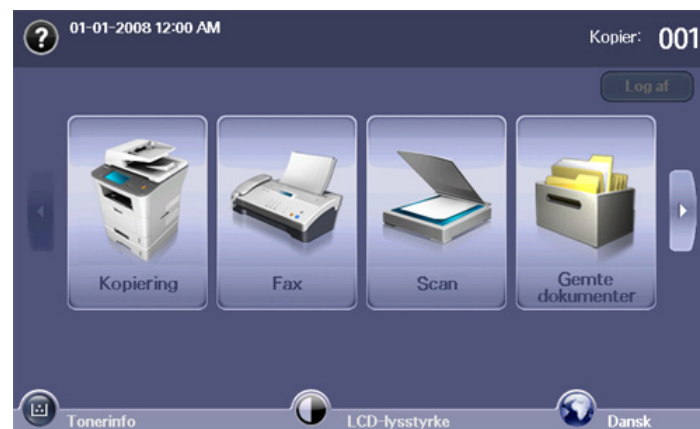 01-01-2008 12:00 AM
Kopier: 001
Log af
Kopiering
Fax
Scan
Gemte
dokumenter
Tonerinfo
LCD-lysstyrke
Dansk